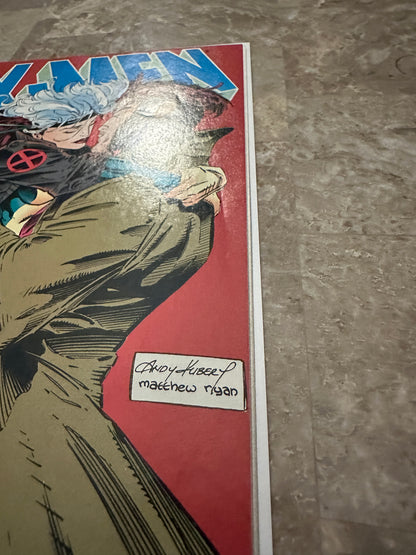 X-MEN
ANDY KUBERT
matthew ryan